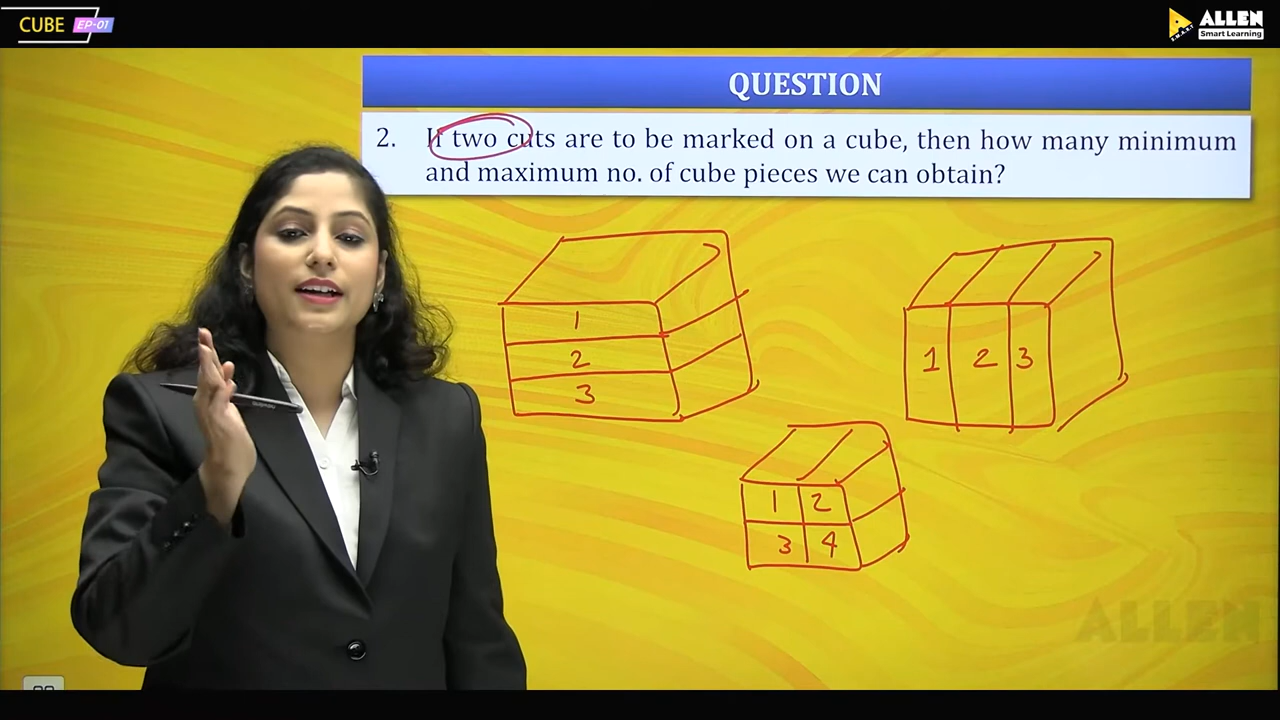 CUBE EP-01
ALLEN
Smart Learning
QUESTION
2. If two cuts are to be marked on a cube, then how many minimum
and maximum no. of cube pieces we can obtain?
1
2
3
1 2 3
1 2
3 4
ALLEN